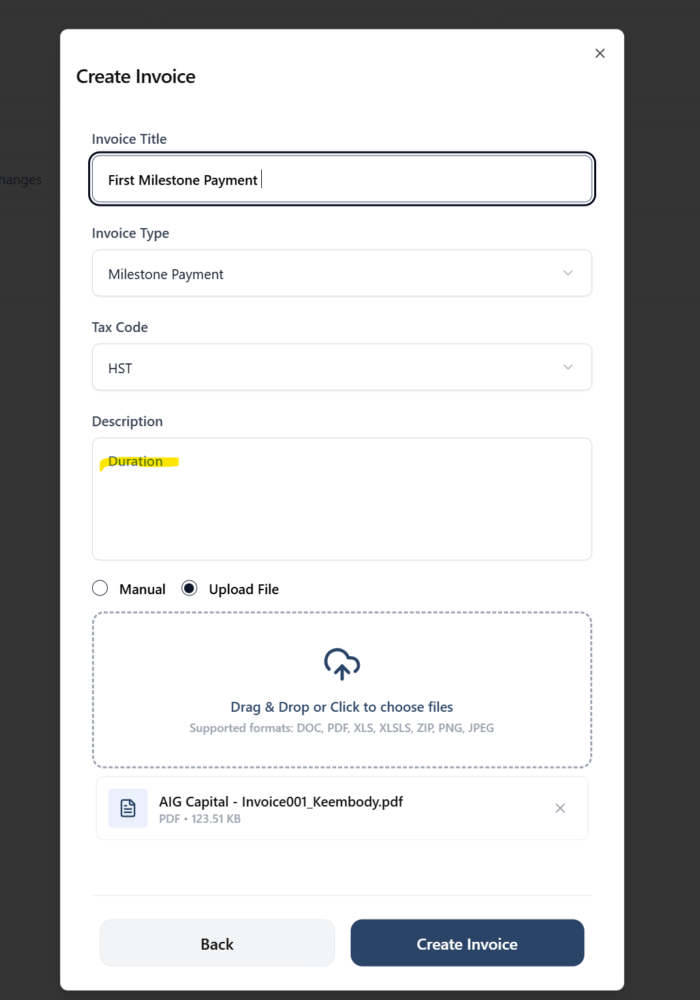 Create Invoice
Invoice Title
First Milestone Payment
hanges
Invoice Type
Milestone Payment
Tax Code
HST
Description
Duration
Manual
Upload File
Drag & Drop or Click to choose files
Supported formats: DOC, PDF, XLS, XLSLS, ZIP, PNG, JPEG
AIG Capital - Invoice001_Keembody.pdf
PDF • 123.51 KB
Back
Create Invoice